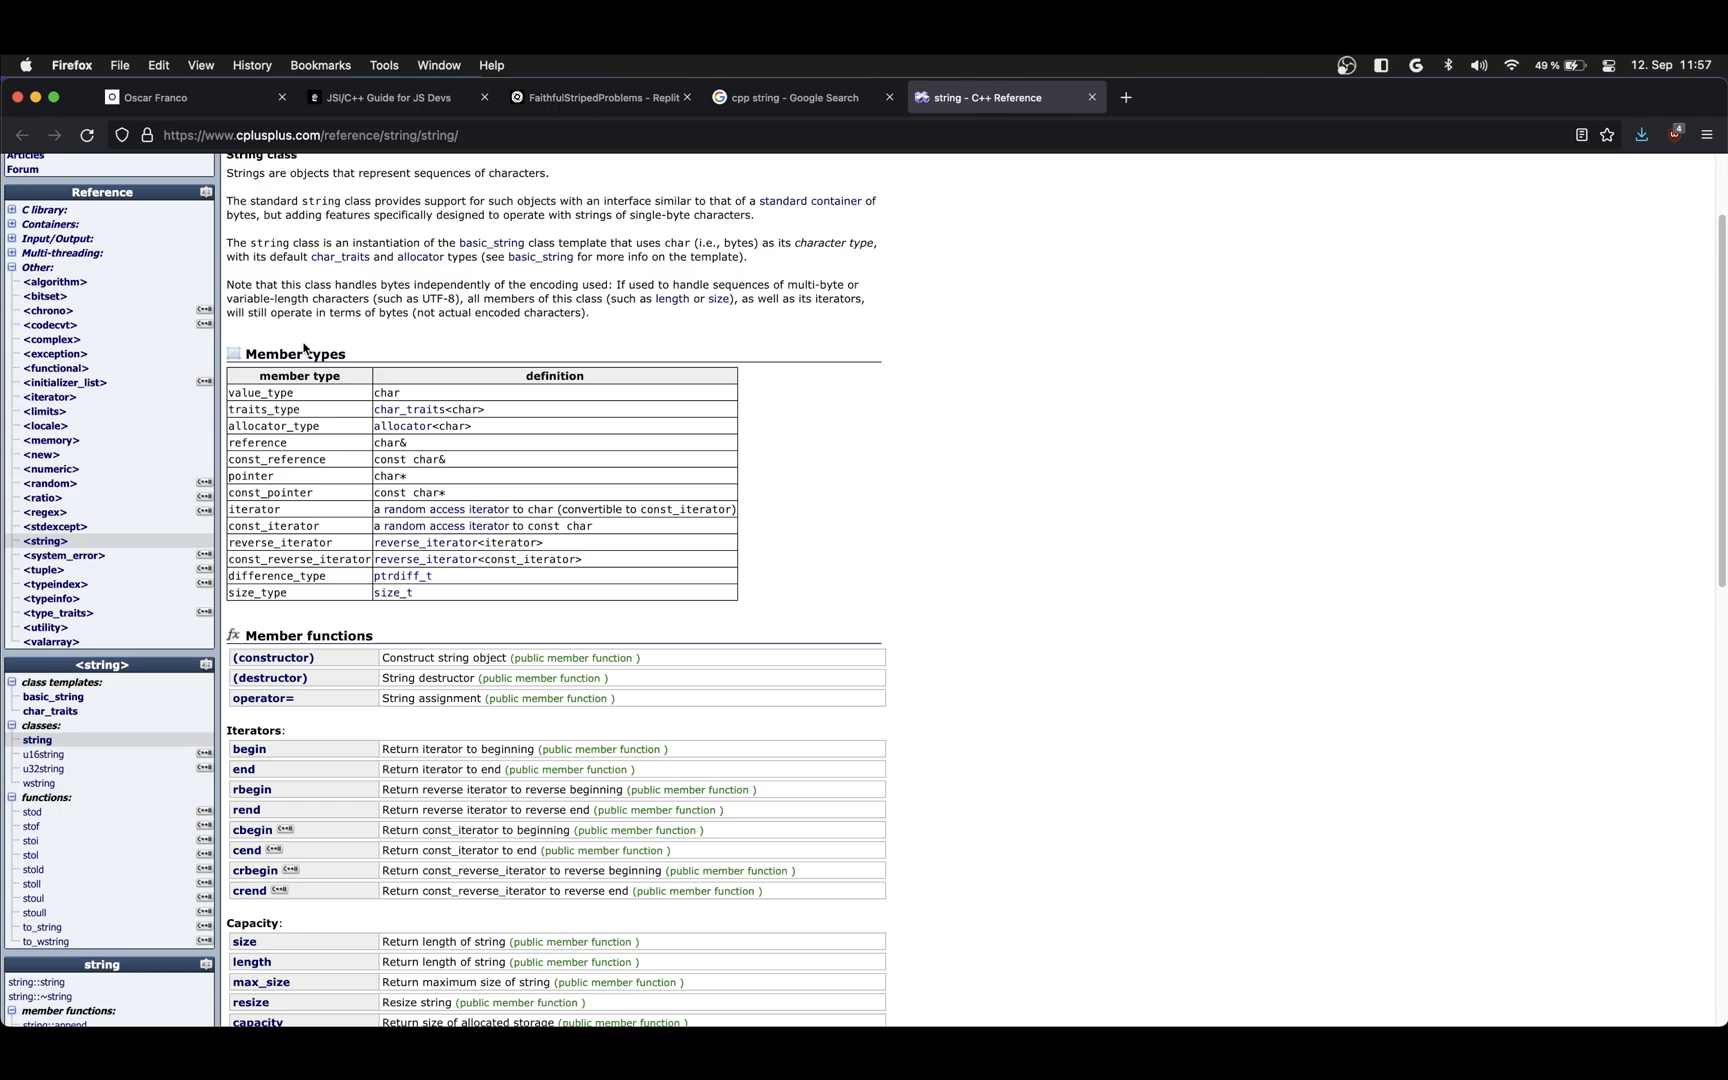 Firefox File Edit View History Bookmarks Tools Window Help 49 % 12. Sep 11:57
Oscar Franco JSI/C++ Guide for JS Devs FaithfulStripedProblems - Replit cpp string - Google Search string - C++ Reference
https://www.cplusplus.com/reference/string/string/ 4
Articles
Forum
Reference
C library:
Containers:
Input/Output:
Multi-threading:
Other:
<algorithm>
<bitset>
<chrono>
<codecvt>
<complex>
<exception>
<functional>
<initializer_list>
<iterator>
<limits>
<locale>
<memory>
<new>
<numeric>
<random>
<ratio>
<regex>
<stdexcept>
<string>
<system_error>
<tuple>
<typeindex>
<typeinfo>
<type_traits>
<utility>
<valarray>
<string>
class templates:
basic_string
char_traits
classes:
string
u16string
u32string
wstring
functions:
stod
stof
stoi
stol
stold
stoll
stoul
stoull
to_string
to_wstring
string
string::string
string::~string
member functions:
string::append
String class
Strings are objects that represent sequences of characters.
The standard string class provides support for such objects with an interface similar to that of a standard container of
bytes, but adding features specifically designed to operate with strings of single-byte characters.
The string class is an instantiation of the basic_string class template that uses char (i.e., bytes) as its character type,
with its default char_traits and allocator types (see basic_string for more info on the template).
Note that this class handles bytes independently of the encoding used: If used to handle sequences of multi-byte or
variable-length characters (such as UTF-8), all members of this class (such as length or size), as well as its iterators,
will still operate in terms of bytes (not actual encoded characters).
Member types
member type definition
value_type char
traits_type char_traits<char>
allocator_type allocator<char>
reference char&
const_reference const char&
pointer char*
const_pointer const char*
iterator a random access iterator to char (convertible to const_iterator)
const_iterator a random access iterator to const char
reverse_iterator reverse_iterator<iterator>
const_reverse_iterator reverse_iterator<const_iterator>
difference_type ptrdiff_t
size_type size_t
fx Member functions
(constructor) Construct string object (public member function )
(destructor) String destructor (public member function )
operator= String assignment (public member function )
Iterators:
begin Return iterator to beginning (public member function )
end Return iterator to end (public member function )
rbegin Return reverse iterator to reverse beginning (public member function )
rend Return reverse iterator to reverse end (public member function )
cbegin Return const_iterator to beginning (public member function )
cend Return const_iterator to end (public member function )
crbegin Return const_reverse_iterator to reverse beginning (public member function )
crend Return const_reverse_iterator to reverse end (public member function )
Capacity:
size Return length of string (public member function )
length Return length of string (public member function )
max_size Return maximum size of string (public member function )
resize Resize string (public member function )
capacity Return size of allocated storage (public member function )